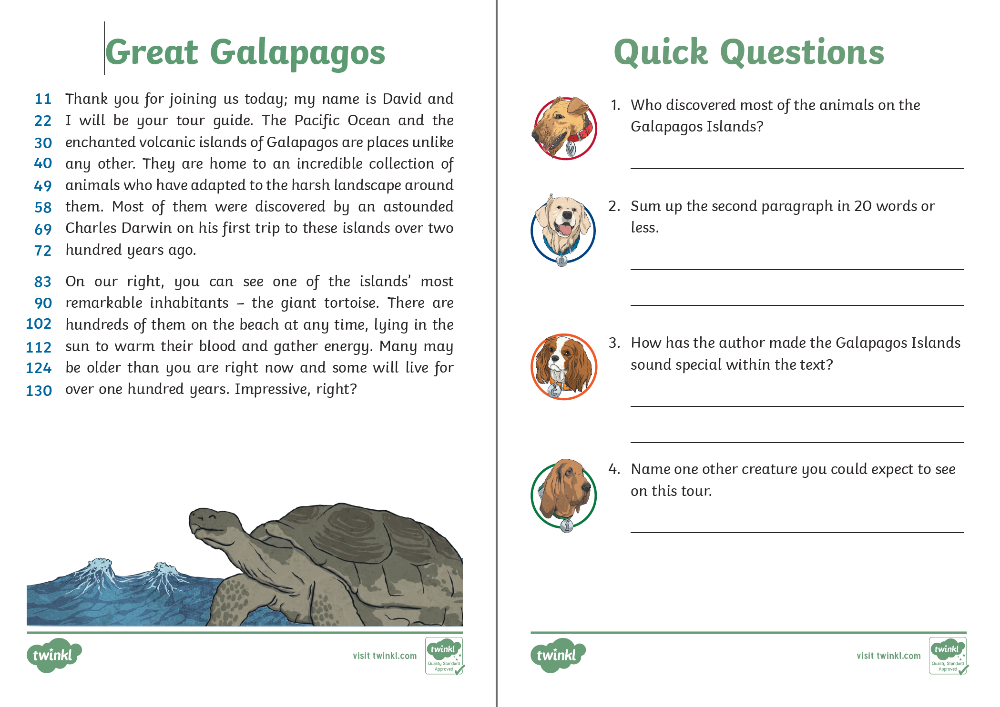 Great Galapagos
11 Thank you for joining us today; my name is David and
22 I will be your tour guide. The Pacific Ocean and the
30 enchanted volcanic islands of Galapagos are places unlike
40 any other. They are home to an incredible collection of
49 animals who have adapted to the harsh landscape around
58 them. Most of them were discovered by an astounded
69 Charles Darwin on his first trip to these islands over two
72 hundred years ago.
83 On our right, you can see one of the islands’ most
90 remarkable inhabitants – the giant tortoise. There are
102 hundreds of them on the beach at any time, lying in the
112 sun to warm their blood and gather energy. Many may
124 be older than you are right now and some will live for
130 over one hundred years. Impressive, right?
twinkl
visit twinkl.com
twinkl
Quality Standard
Approved
Quick Questions
V
1. Who discovered most of the animals on the
Galapagos Islands?
R
2. Sum up the second paragraph in 20 words or
less.
C
3. How has the author made the Galapagos Islands
sound special within the text?
I
4. Name one other creature you could expect to see
on this tour.
twinkl
visit twinkl.com
twinkl
Quality Standard
Approved